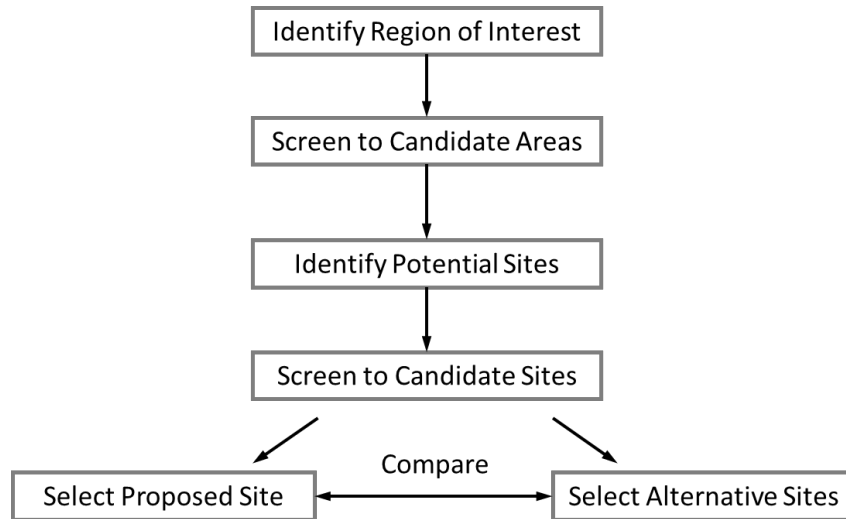 Identify Region of Interest
Screen to Candidate Areas
Identify Potential Sites
Screen to Candidate Sites
Compare
Select Proposed Site
Select Alternative Sites